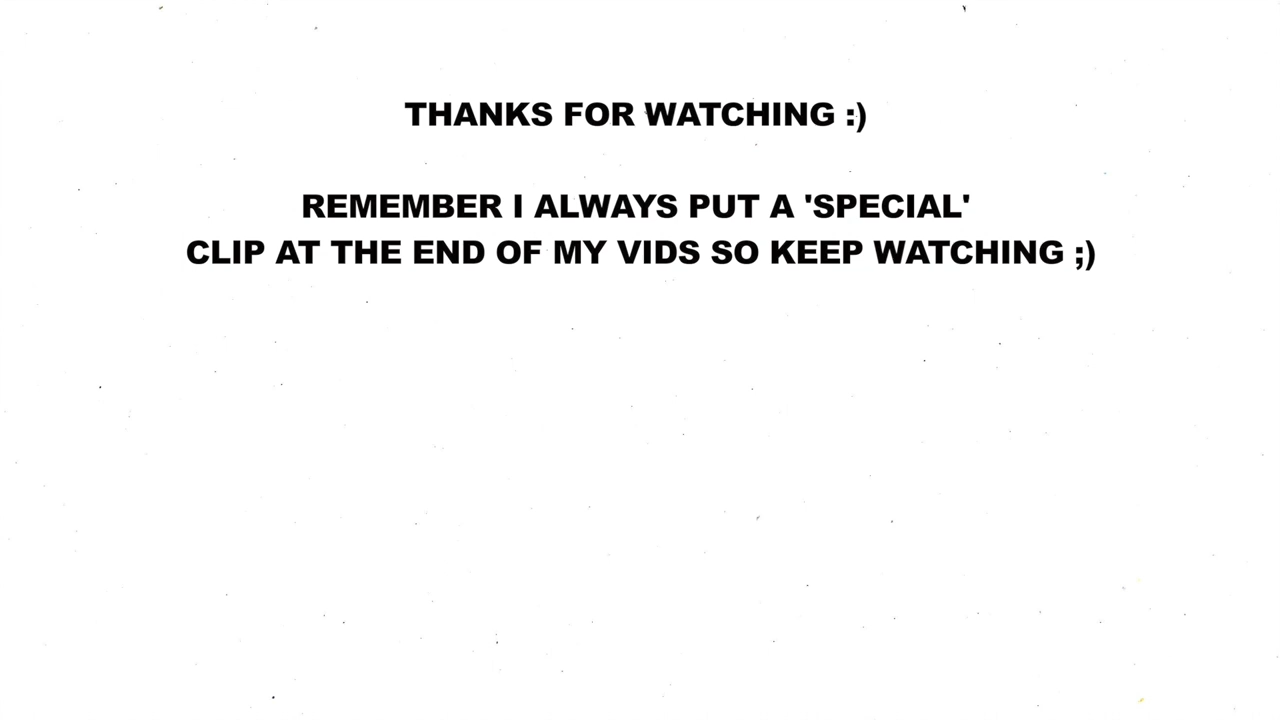 THANKS FOR WATCHING :)
REMEMBER I ALWAYS PUT A 'SPECIAL'
CLIP AT THE END OF MY VIDS SO KEEP WATCHING ;)